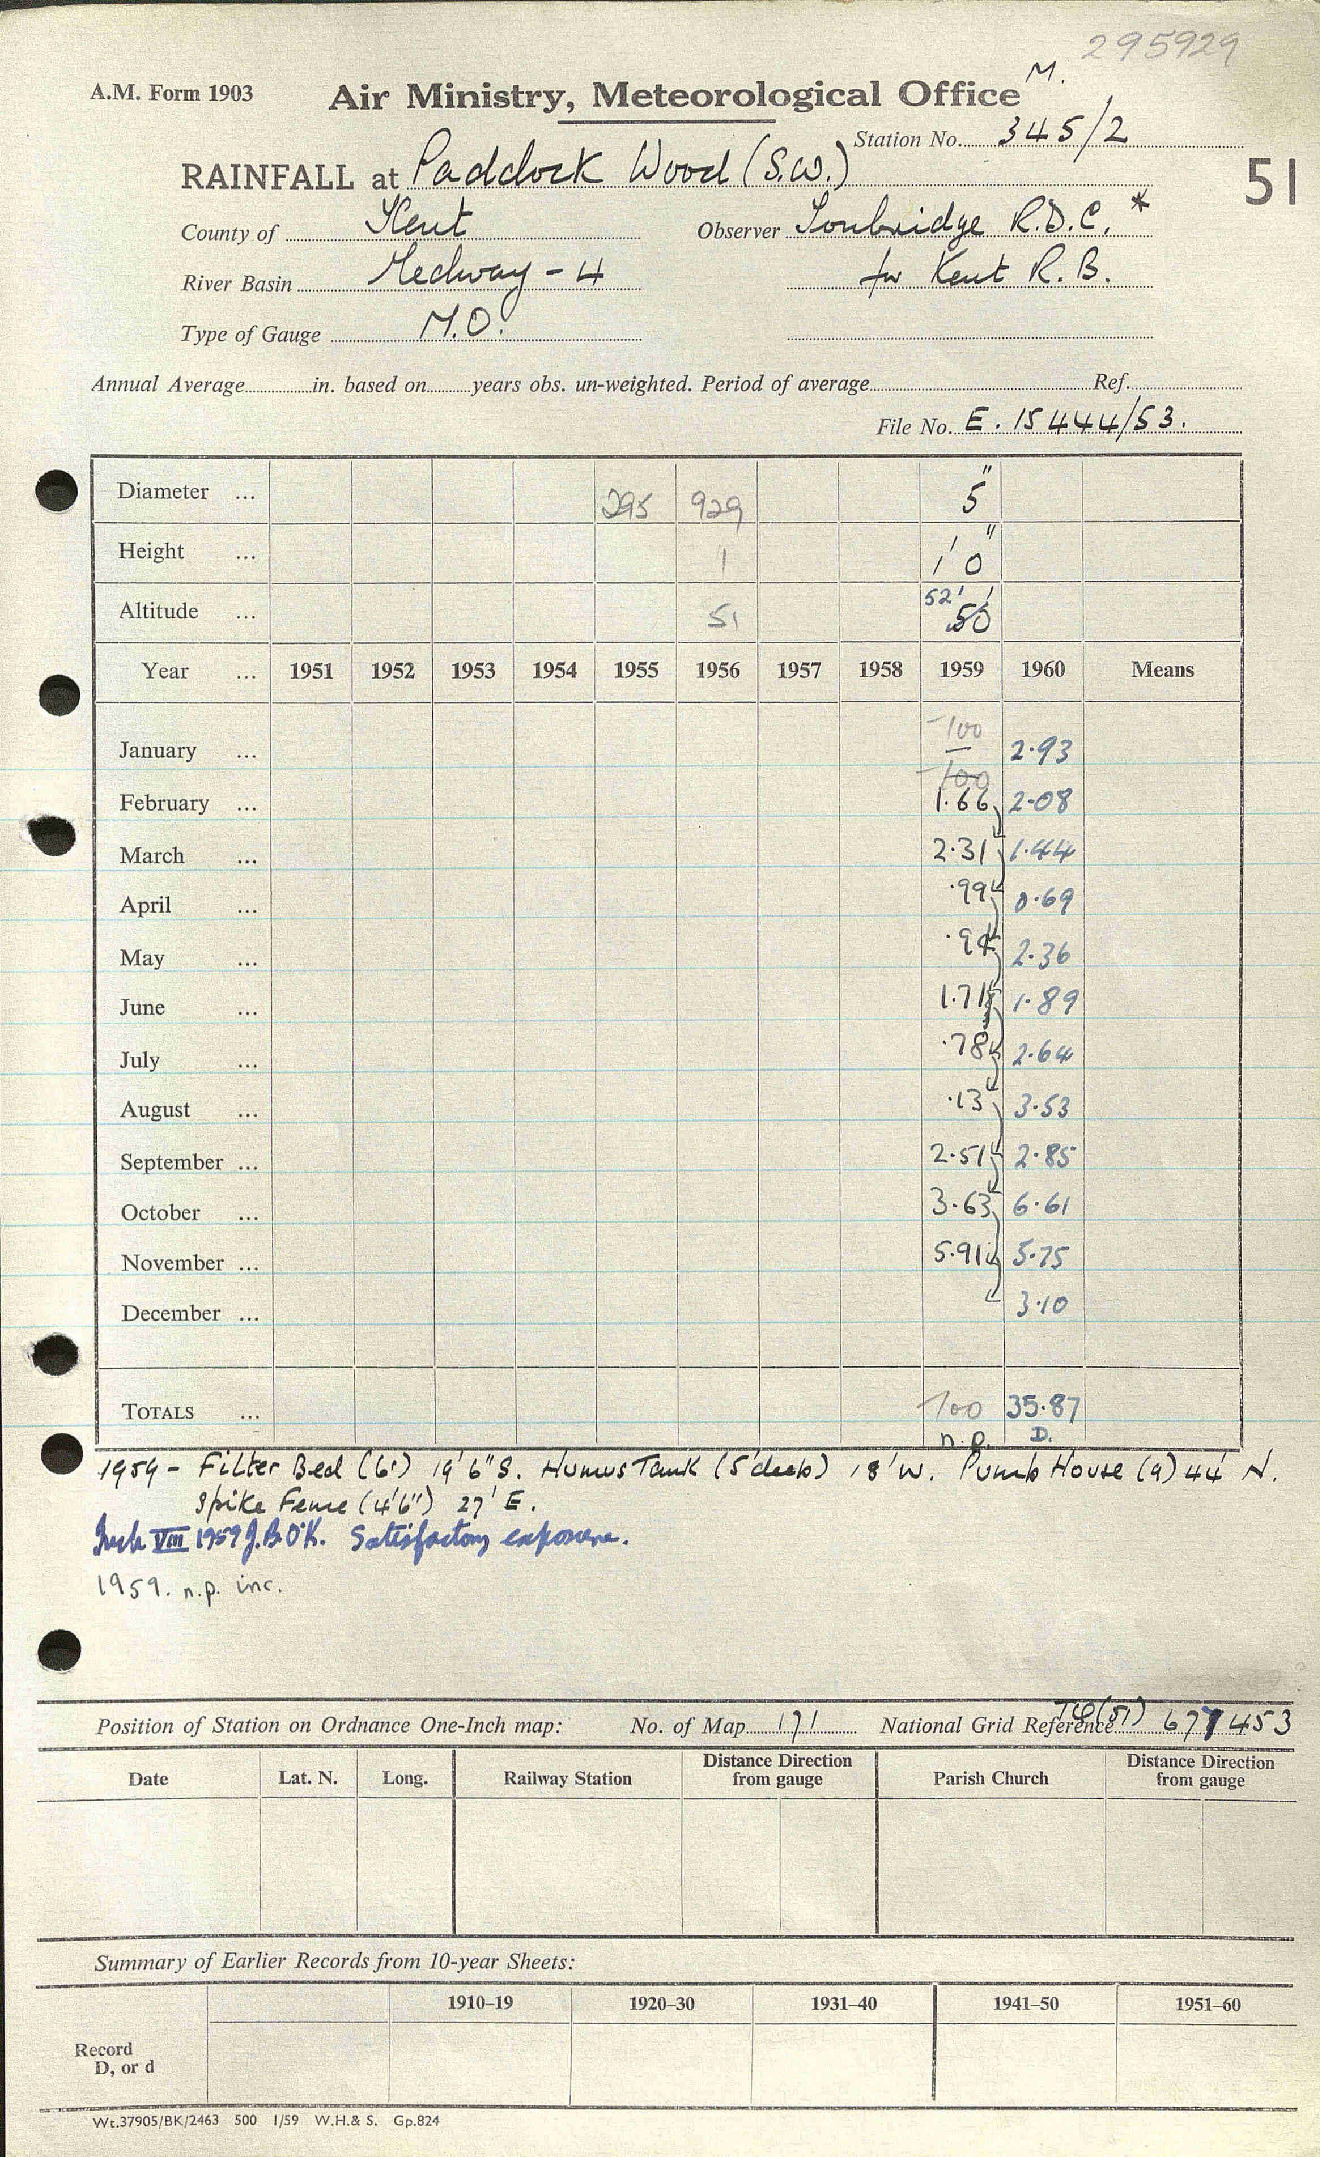 295929
A.M. Form 1903 Air Ministry, Meteorological Office M.
Station No. 345/2
RAINFALL at Paddock Wood (S.W.) 51
County of Kent Observer Tonbridge R.D.C. *
River Basin Medway - 4 for Kent R.B.
Type of Gauge M.O.
Annual Average in. based on years obs. un-weighted. Period of average Ref.
File No. E. 15444/53.
Diameter ... 295 929 5"
Height ... 1 1' 0"
Altitude ... 51 52' 50'
Year ... 1951 1952 1953 1954 1955 1956 1957 1958 1959 1960 Means
January ... -100 2.93
-100
February ... 1.66 2.08
March ... 2.31 1.44
April ... .99 0.69
May ... .94 2.36
June ... 1.71 1.89
July ... .78 2.64
August ... .13 3.53
September ... 2.51 2.85
October ... 3.63 6.61
November ... 5.91 5.75
December ... 3.10
TOTALS ... -100 35.87
n.p. D.
1959 - Filter Bed (6') 19'6" S. Humus Tank (5' deep) 18' W. Pump House (9) 44' N.
Spike Fence (4'6") 27' E.
VIII 1959 J.B.O'K. Satisfactory exposure.
1959. n.p. inc.
Position of Station on Ordnance One-Inch map: No. of Map 171 National Grid Reference TQ(51) 677453
Date Lat. N. Long. Railway Station Distance Direction from gauge Parish Church Distance Direction from gauge
Summary of Earlier Records from 10-year Sheets:
1910–19 1920–30 1931–40 1941–50 1951–60
Record
D, or d
Wt.37905/BK/2463 500 1/59 W.H.& S. Gp.824